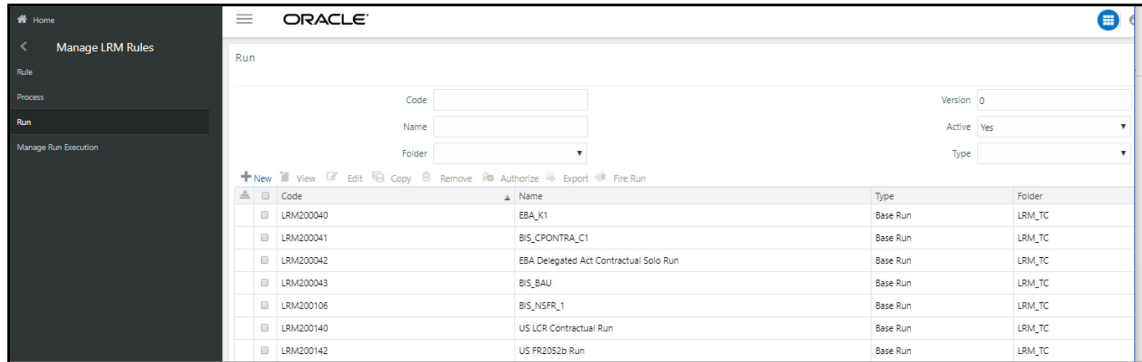 Home
ORACLE
Manage LRM Rules
Run
Rule
Process
Run
Manage Run Execution
Code
Version 0
Name
Active Yes
Folder
Type
New View Edit Copy Remove Authorize Export Fire Run
Code Name Type Folder
LRM200040 EBA_K1 Base Run LRM_TC
LRM200041 BIS_CPONTRA_C1 Base Run LRM_TC
LRM200042 EBA Delegated Act Contractual Solo Run Base Run LRM_TC
LRM200043 BIS_BAU Base Run LRM_TC
LRM200106 BIS_NSFR_1 Base Run LRM_TC
LRM200140 US LCR Contractual Run Base Run LRM_TC
LRM200142 US FR2052b Run Base Run LRM_TC